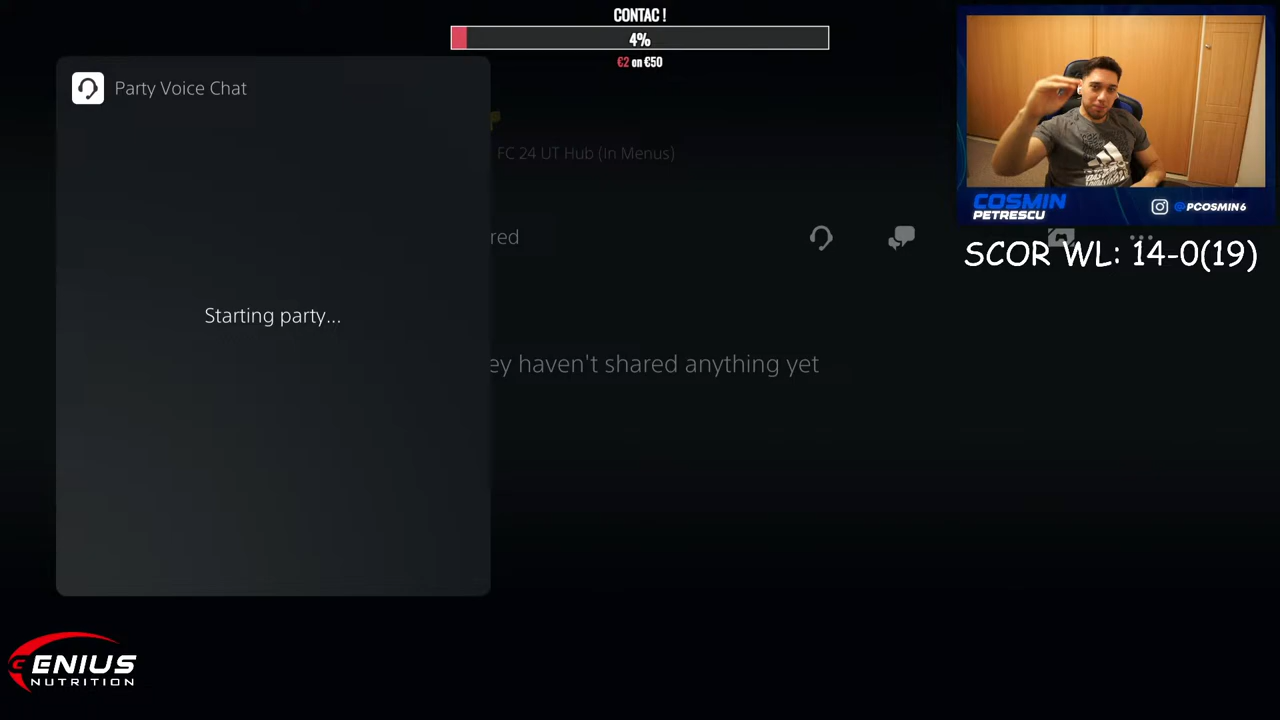 CONTAC !
4%
€2 on €50
Party Voice Chat
FC 24 UT Hub (In Menus)
red
COSMIN
PETRESCU
@PCOSMIN6
SCOR WL: 14-0(19)
Starting party...
ey haven't shared anything yet
GENIUS
NUTRITION